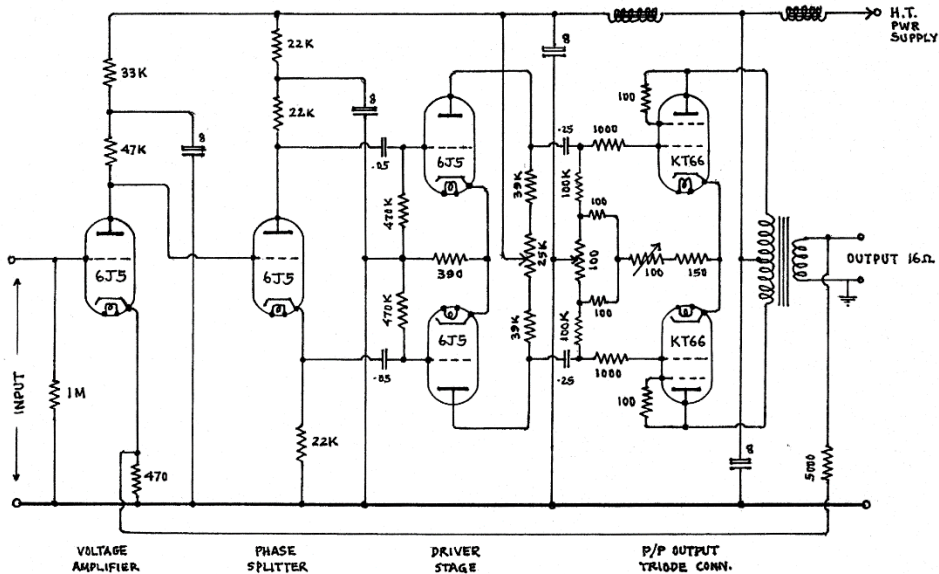 H.T.
PWR
SUPPLY
22K
8
33K
8
100
22K
47K
8
.25
1000
6J5
KT66
.05
39K
100K
470K
100
6J5
6J5
390
25K
100
100
150
OUTPUT 16Ω
470K
6J5
100
39K
100K
KT66
.05
.25
1000
INPUT
1M
100
22K
8
5000
470
VOLTAGE
AMPLIFIER
PHASE
SPLITTER
DRIVER
STAGE
P/P OUTPUT
TRIODE CONN.